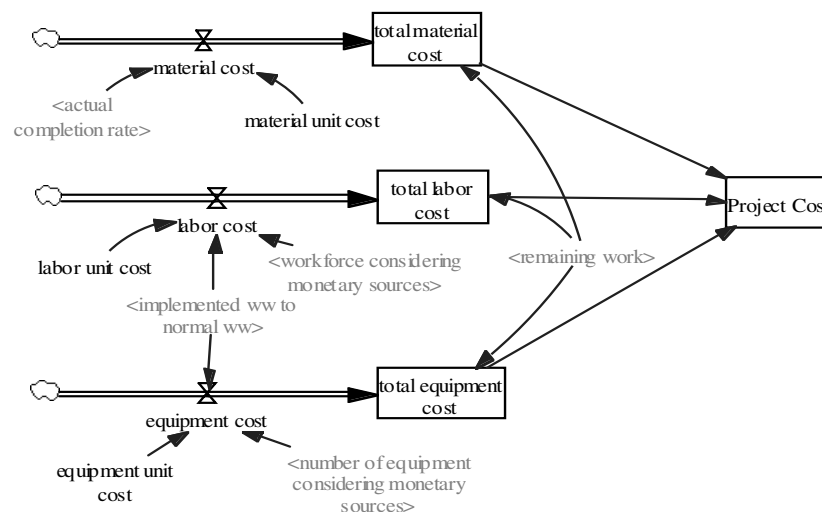 total material
cost
material cost
<actual
completion rate>
material unit cost
total labor
cost
Project Cos
labor cost
labor unit cost
<workforce considering
monetary sources>
<remaining work>
<implemented ww to
normal ww>
total equipment
cost
equipment cost
equipment unit
cost
<number of equipment
considering monetary
sources>